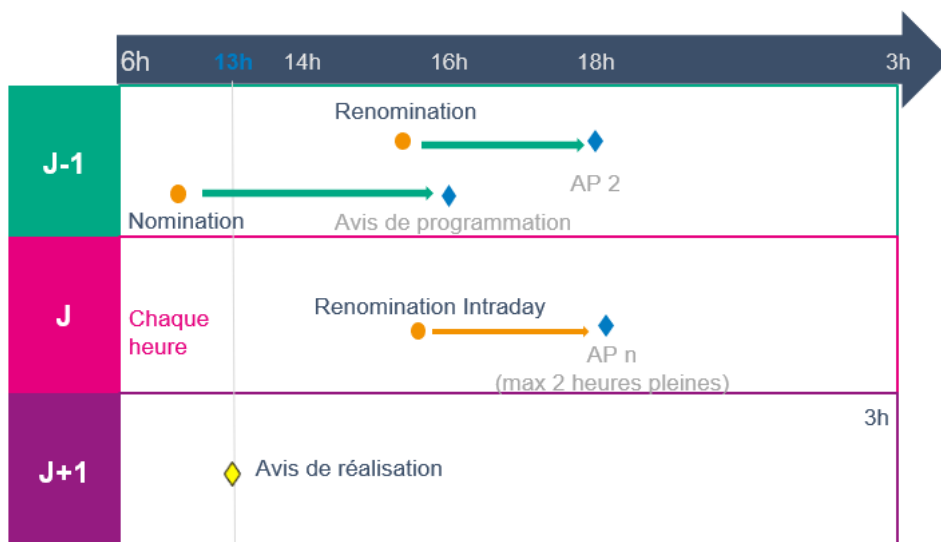 6h 13h 14h 16h 18h 3h
J-1
Renomination
AP 2
Nomination
Avis de programmation
J
Chaque
heure
Renomination Intraday
AP n
(max 2 heures pleines)
J+1
3h
Avis de réalisation